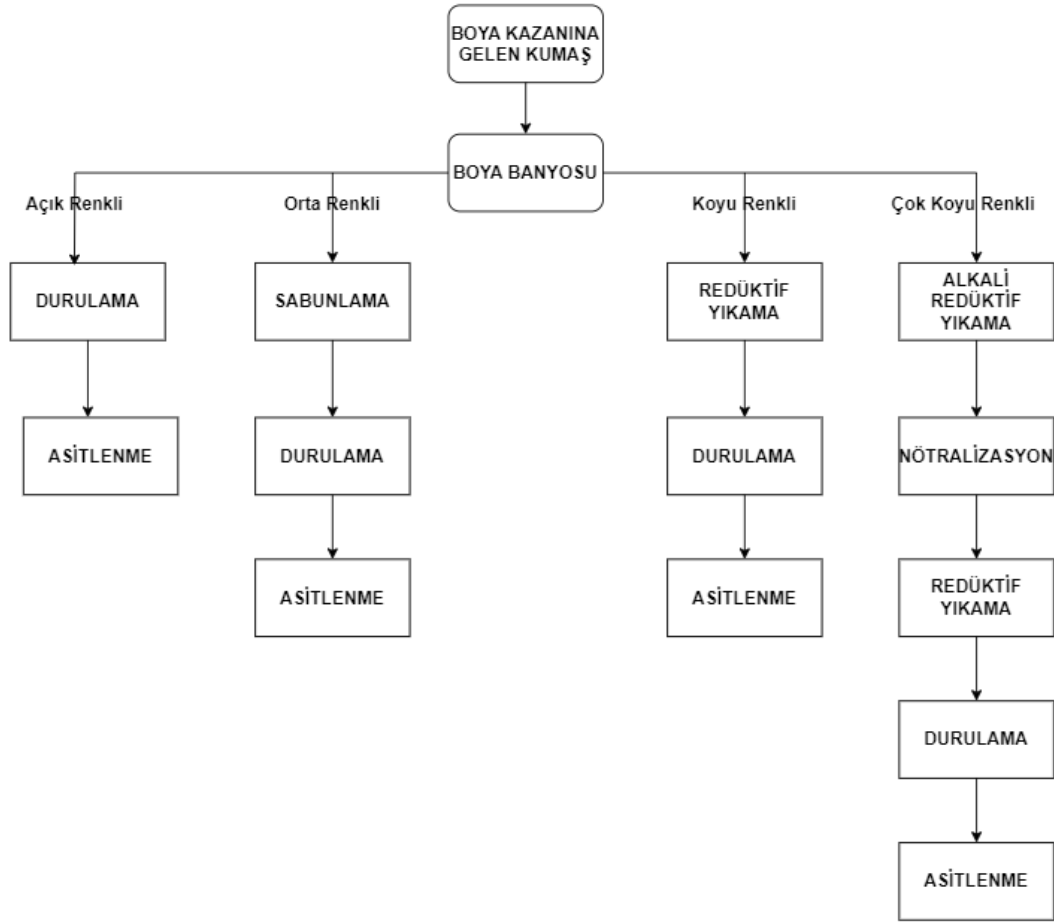 BOYA KAZANINA
GELEN KUMAŞ
BOYA BANYOSU
Açık Renkli
Orta Renkli
Koyu Renkli
Çok Koyu Renkli
DURULAMA
SABUNLAMA
REDÜKTİF
YIKAMA
ALKALİ
REDÜKTİF
YIKAMA
ASİTLENME
DURULAMA
DURULAMA
NÖTRALİZASYON
ASİTLENME
ASİTLENME
REDÜKTİF
YIKAMA
DURULAMA
ASİTLENME